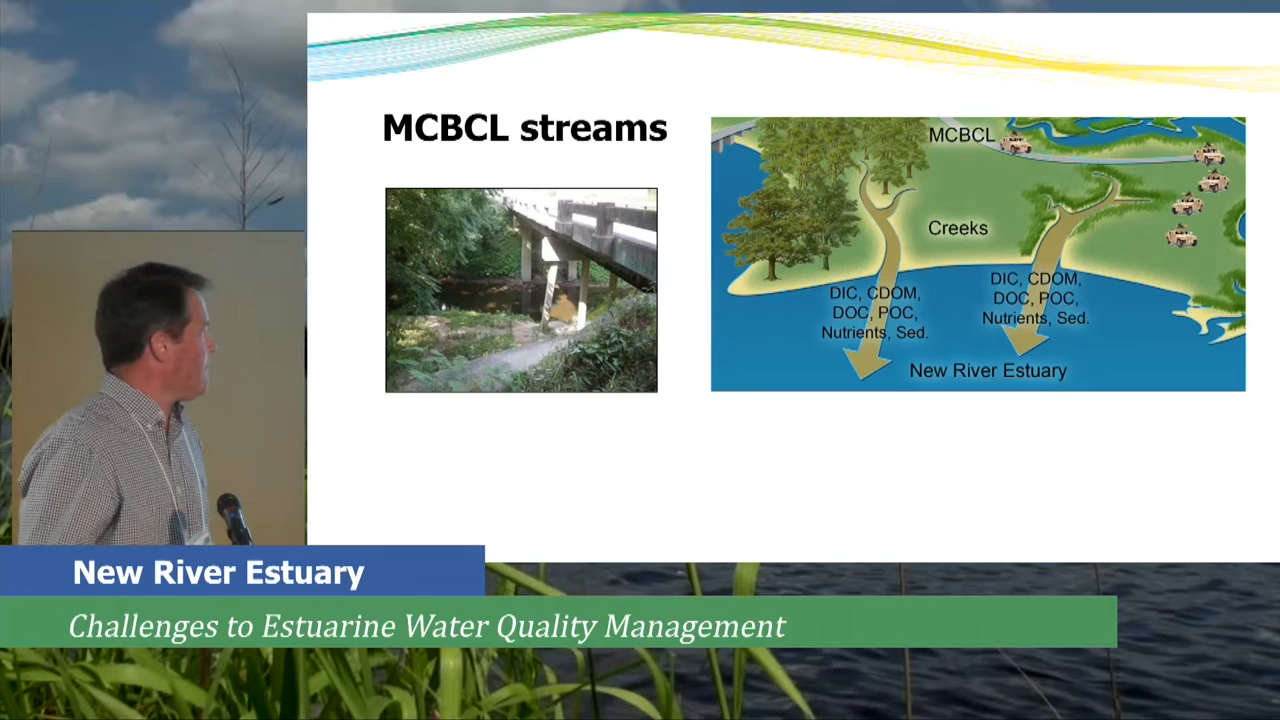 MCBCL streams
MCBCL
Creeks
DIC, CDOM,
DOC, POC,
Nutrients, Sed.
DIC, CDOM,
DOC, POC,
Nutrients, Sed.
New River Estuary
New River Estuary
Challenges to Estuarine Water Quality Management